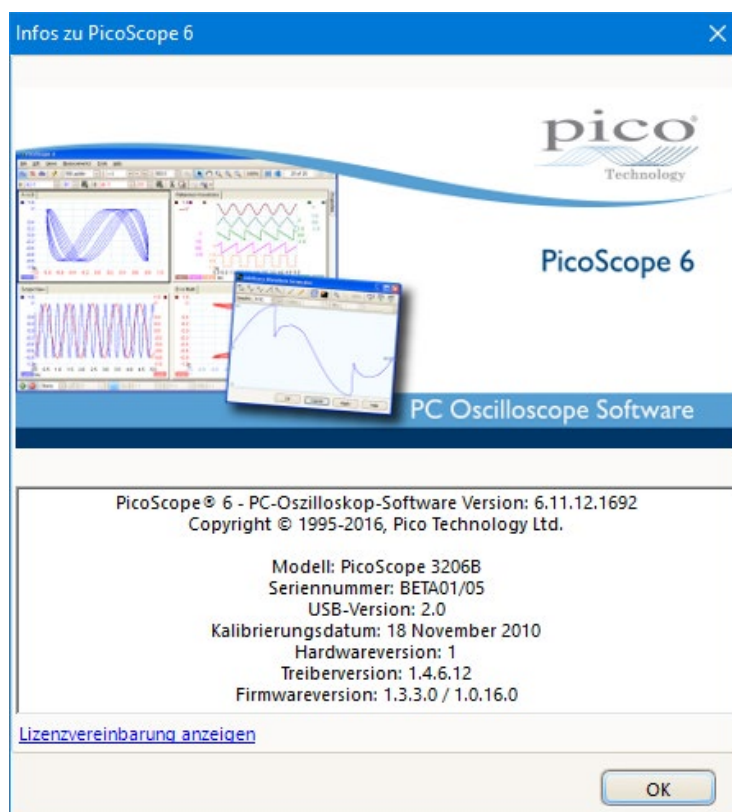 Infos zu PicoScope 6
pico
Technology
PicoScope 6
PC Oscilloscope Software
PicoScope® 6 - PC-Oszilloskop-Software Version: 6.11.12.1692
Copyright © 1995-2016, Pico Technology Ltd.
Modell: PicoScope 3206B
Seriennummer: BETA01/05
USB-Version: 2.0
Kalibrierungsdatum: 18 November 2010
Hardwareversion: 1
Treiberversion: 1.4.6.12
Firmwareversion: 1.3.3.0 / 1.0.16.0
Lizenzvereinbarung anzeigen
OK